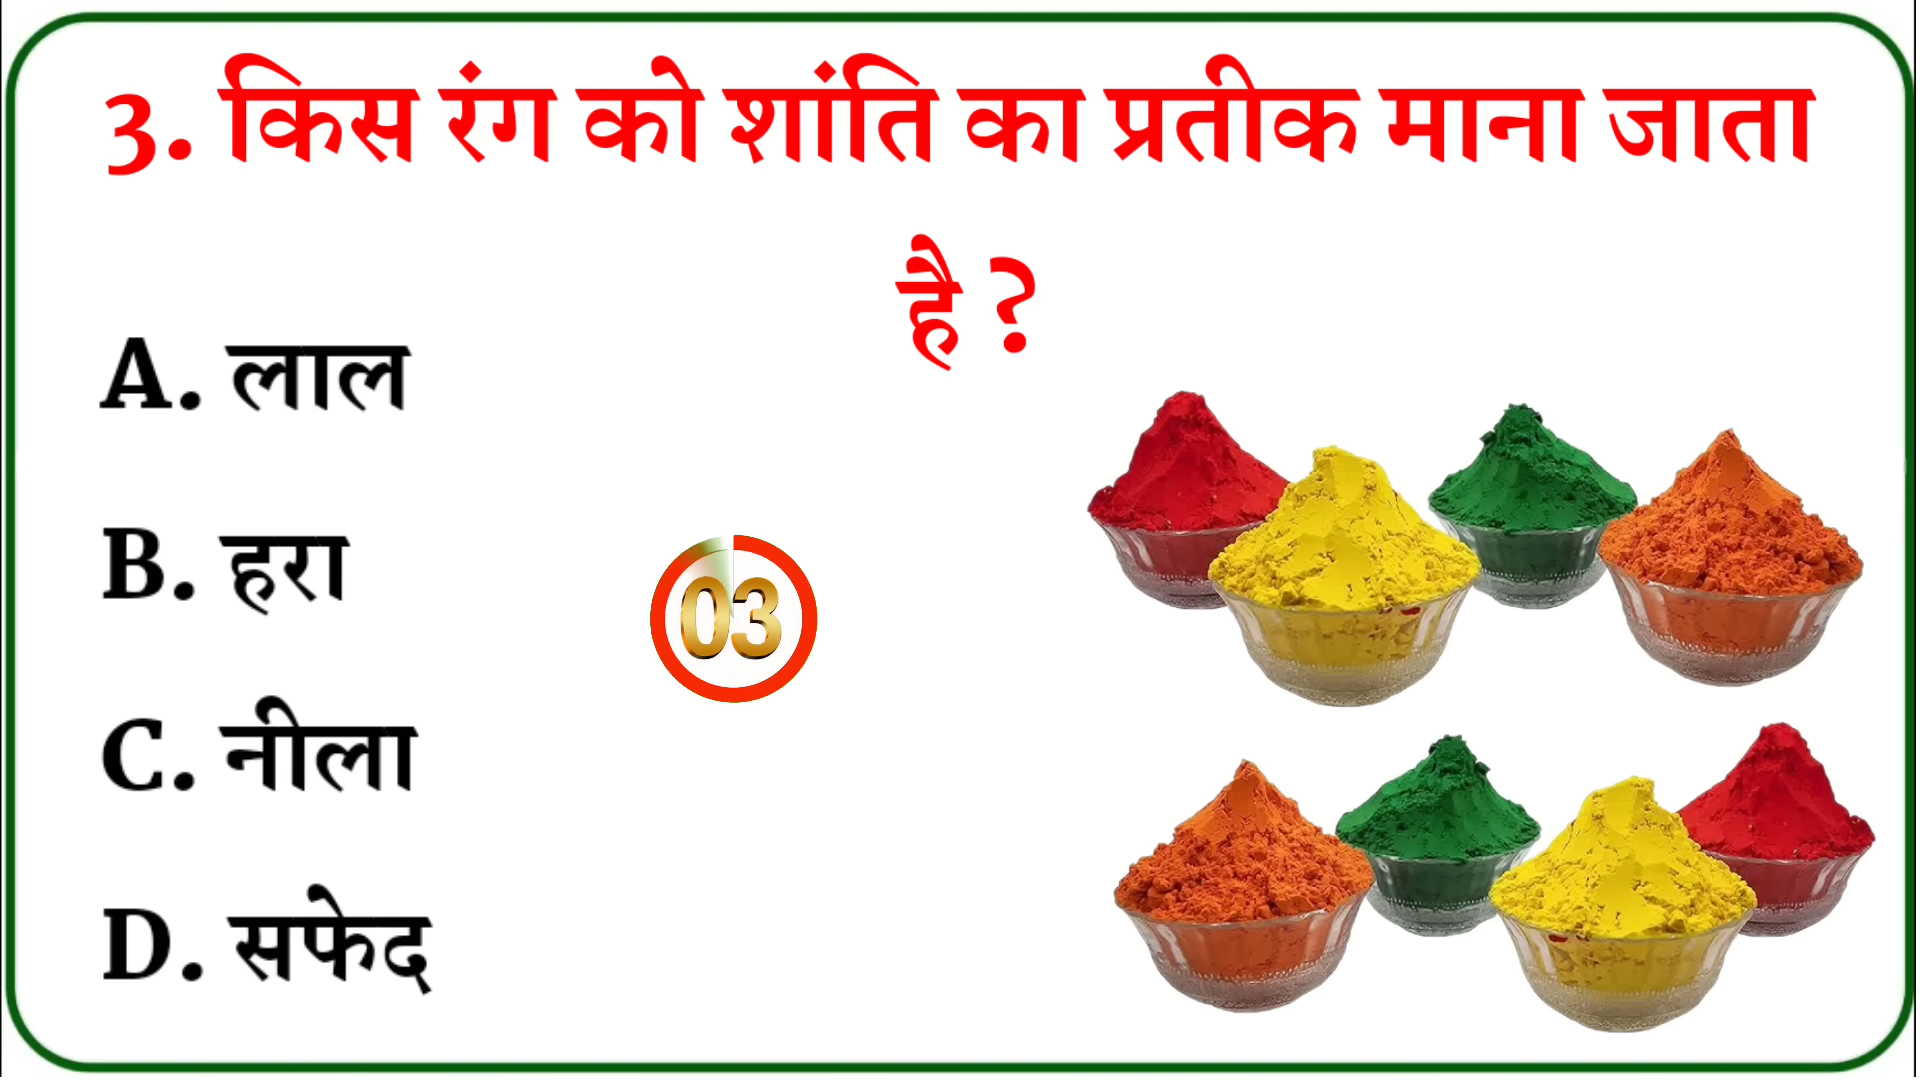 3. किस रंग को शांति का प्रतीक माना जाता
है ?
A. लाल
B. हरा
03
C. नीला
D. सफेद